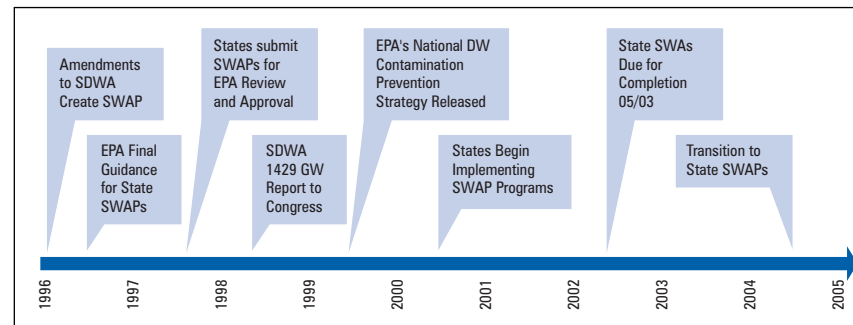 Amendments
to SDWA
Create SWAP
EPA Final
Guidance
for State
SWAPs
States submit
SWAPs for
EPA Review
and Approval
SDWA
1429 GW
Report to
Congress
EPA's National DW
Contamination
Prevention
Strategy Released
States Begin
Implementing
SWAP Programs
State SWAs
Due for
Completion
05/03
Transition to
State SWAPs
1996
1997
1998
1999
2000
2001
2002
2003
2004
2005